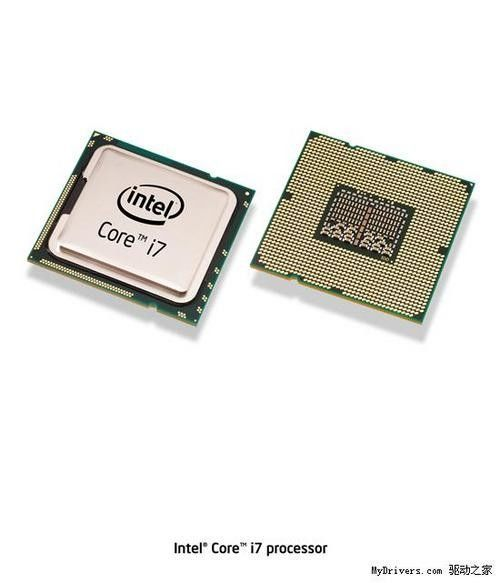 intel
Core™ i7
Intel® Core™ i7 processor
MyDrivers.com 驱动之家